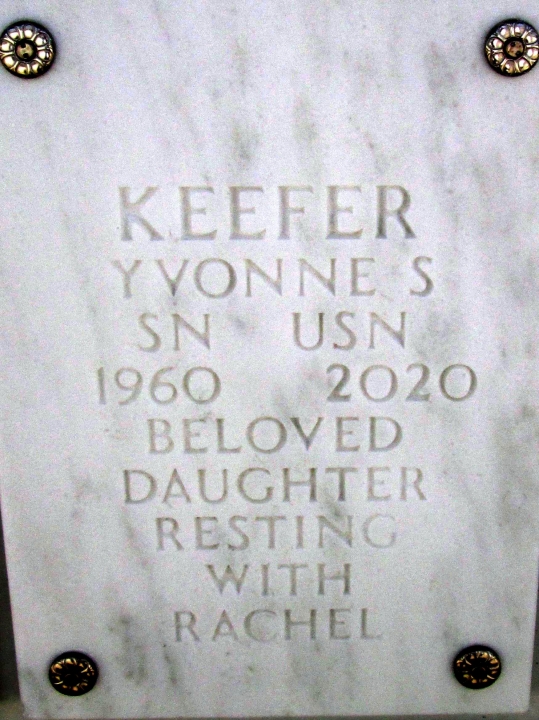 KEEFER
YVONNE S
SN USN
1960 2020
BELOVED
DAUGHTER
RESTING
WITH
RACHEL